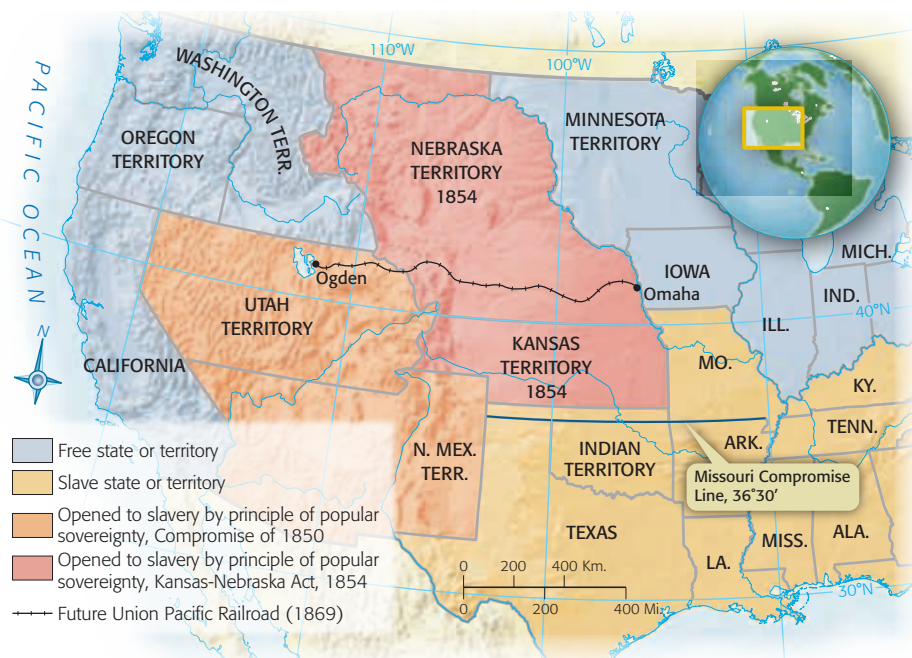 110°W
100°W
PACIFIC OCEAN
WASHINGTON TERR.
OREGON
TERRITORY
NEBRASKA
TERRITORY
1854
MINNESOTA
TERRITORY
MICH.
IOWA
Ogden
Omaha
IND.
UTAH
TERRITORY
ILL.
40°N
KANSAS
TERRITORY
1854
CALIFORNIA
MO.
KY.
TENN.
N. MEX.
TERR.
INDIAN
TERRITORY
ARK.
Missouri Compromise
Line, 36°30'
TEXAS
MISS.
ALA.
LA.
30°N
0 200 400 Km.
0 200 400 Mi.
N
Free state or territory
Slave state or territory
Opened to slavery by principle of popular
sovereignty, Compromise of 1850
Opened to slavery by principle of popular
sovereignty, Kansas-Nebraska Act, 1854
Future Union Pacific Railroad (1869)